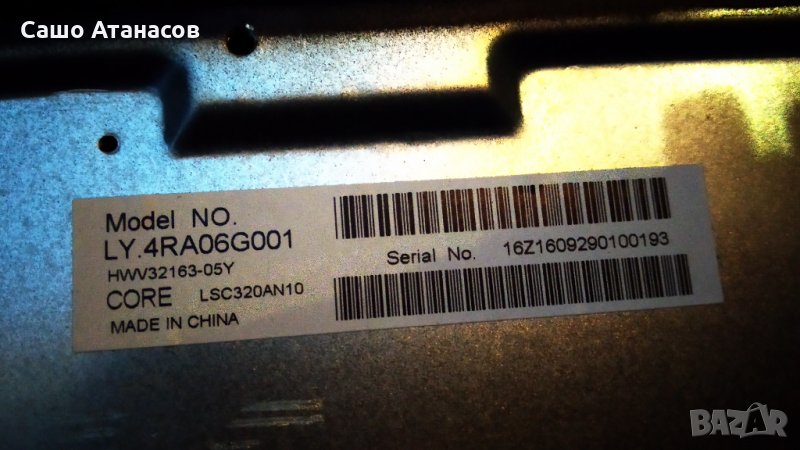 Сашо Атанасов
Model NO.
LY.4RA06G001
HWV32163-05Y
CORE LSC320AN10
MADE IN CHINA
Serial No. 16Z1609290100193
BAZAR